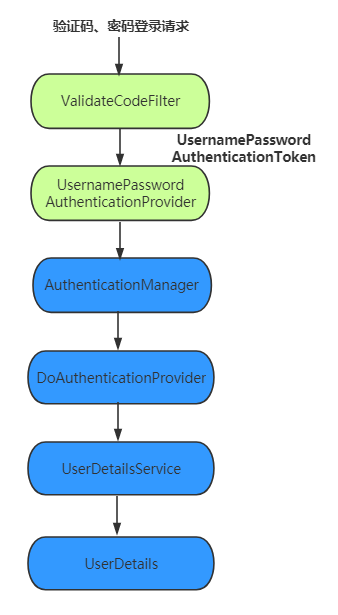 验证码、密码登录请求
ValidateCodeFilter
UsernamePassword
AuthenticationToken
UsernamePassword
AuthenticationProvider
AuthenticationManager
DoAuthenticationProvider
UserDetailsService
UserDetails